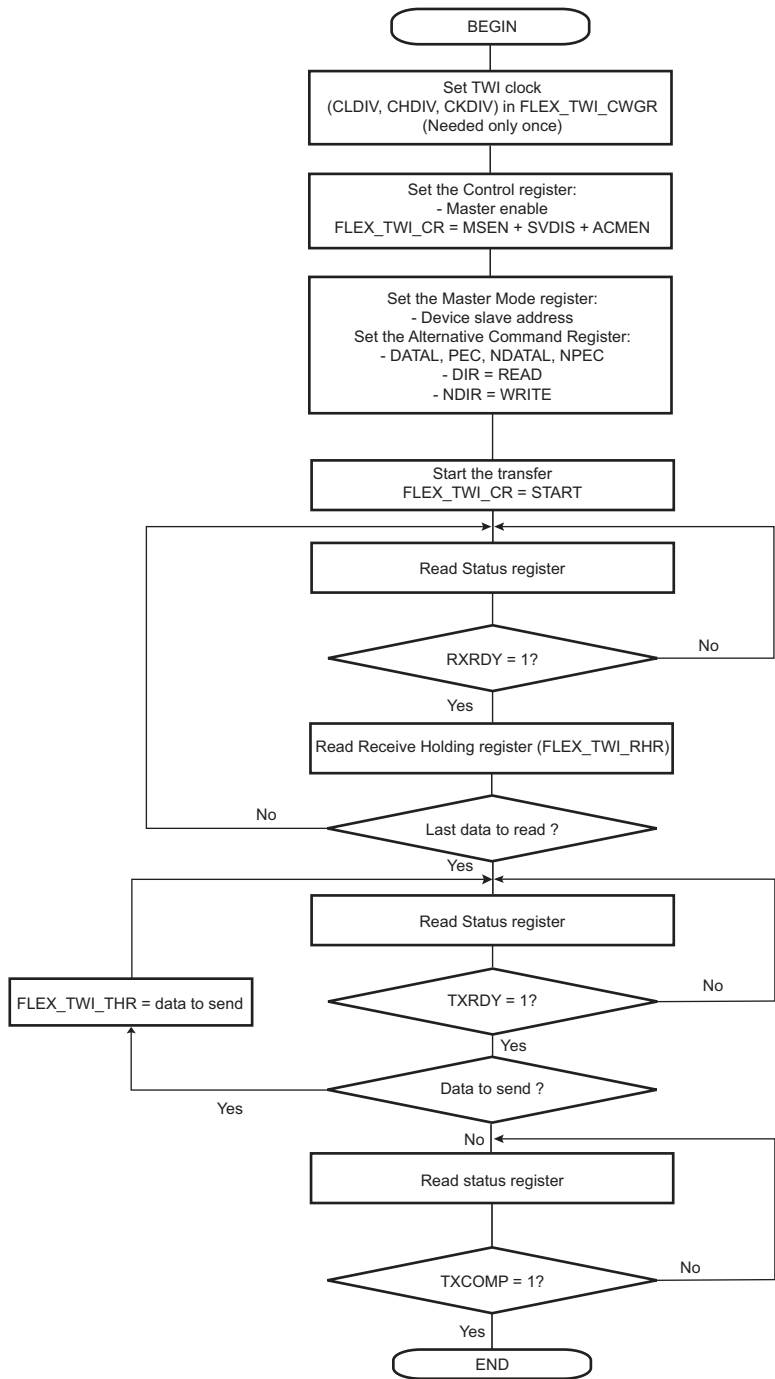 BEGIN
Set TWI clock
(CLDIV, CHDIV, CKDIV) in FLEX_TWI_CWGR
(Needed only once)
Set the Control register:
- Master enable
FLEX_TWI_CR = MSEN + SVDIS + ACMEN
Set the Master Mode register:
- Device slave address
Set the Alternative Command Register:
- DATAL, PEC, NDATAL, NPEC
- DIR = READ
- NDIR = WRITE
Start the transfer
FLEX_TWI_CR = START
Read Status register
RXRDY = 1?
No
Yes
Read Receive Holding register (FLEX_TWI_RHR)
No
Last data to read ?
Yes
Read Status register
FLEX_TWI_THR = data to send
TXRDY = 1?
No
Yes
Data to send ?
Yes
No
Read status register
TXCOMP = 1?
No
Yes
END